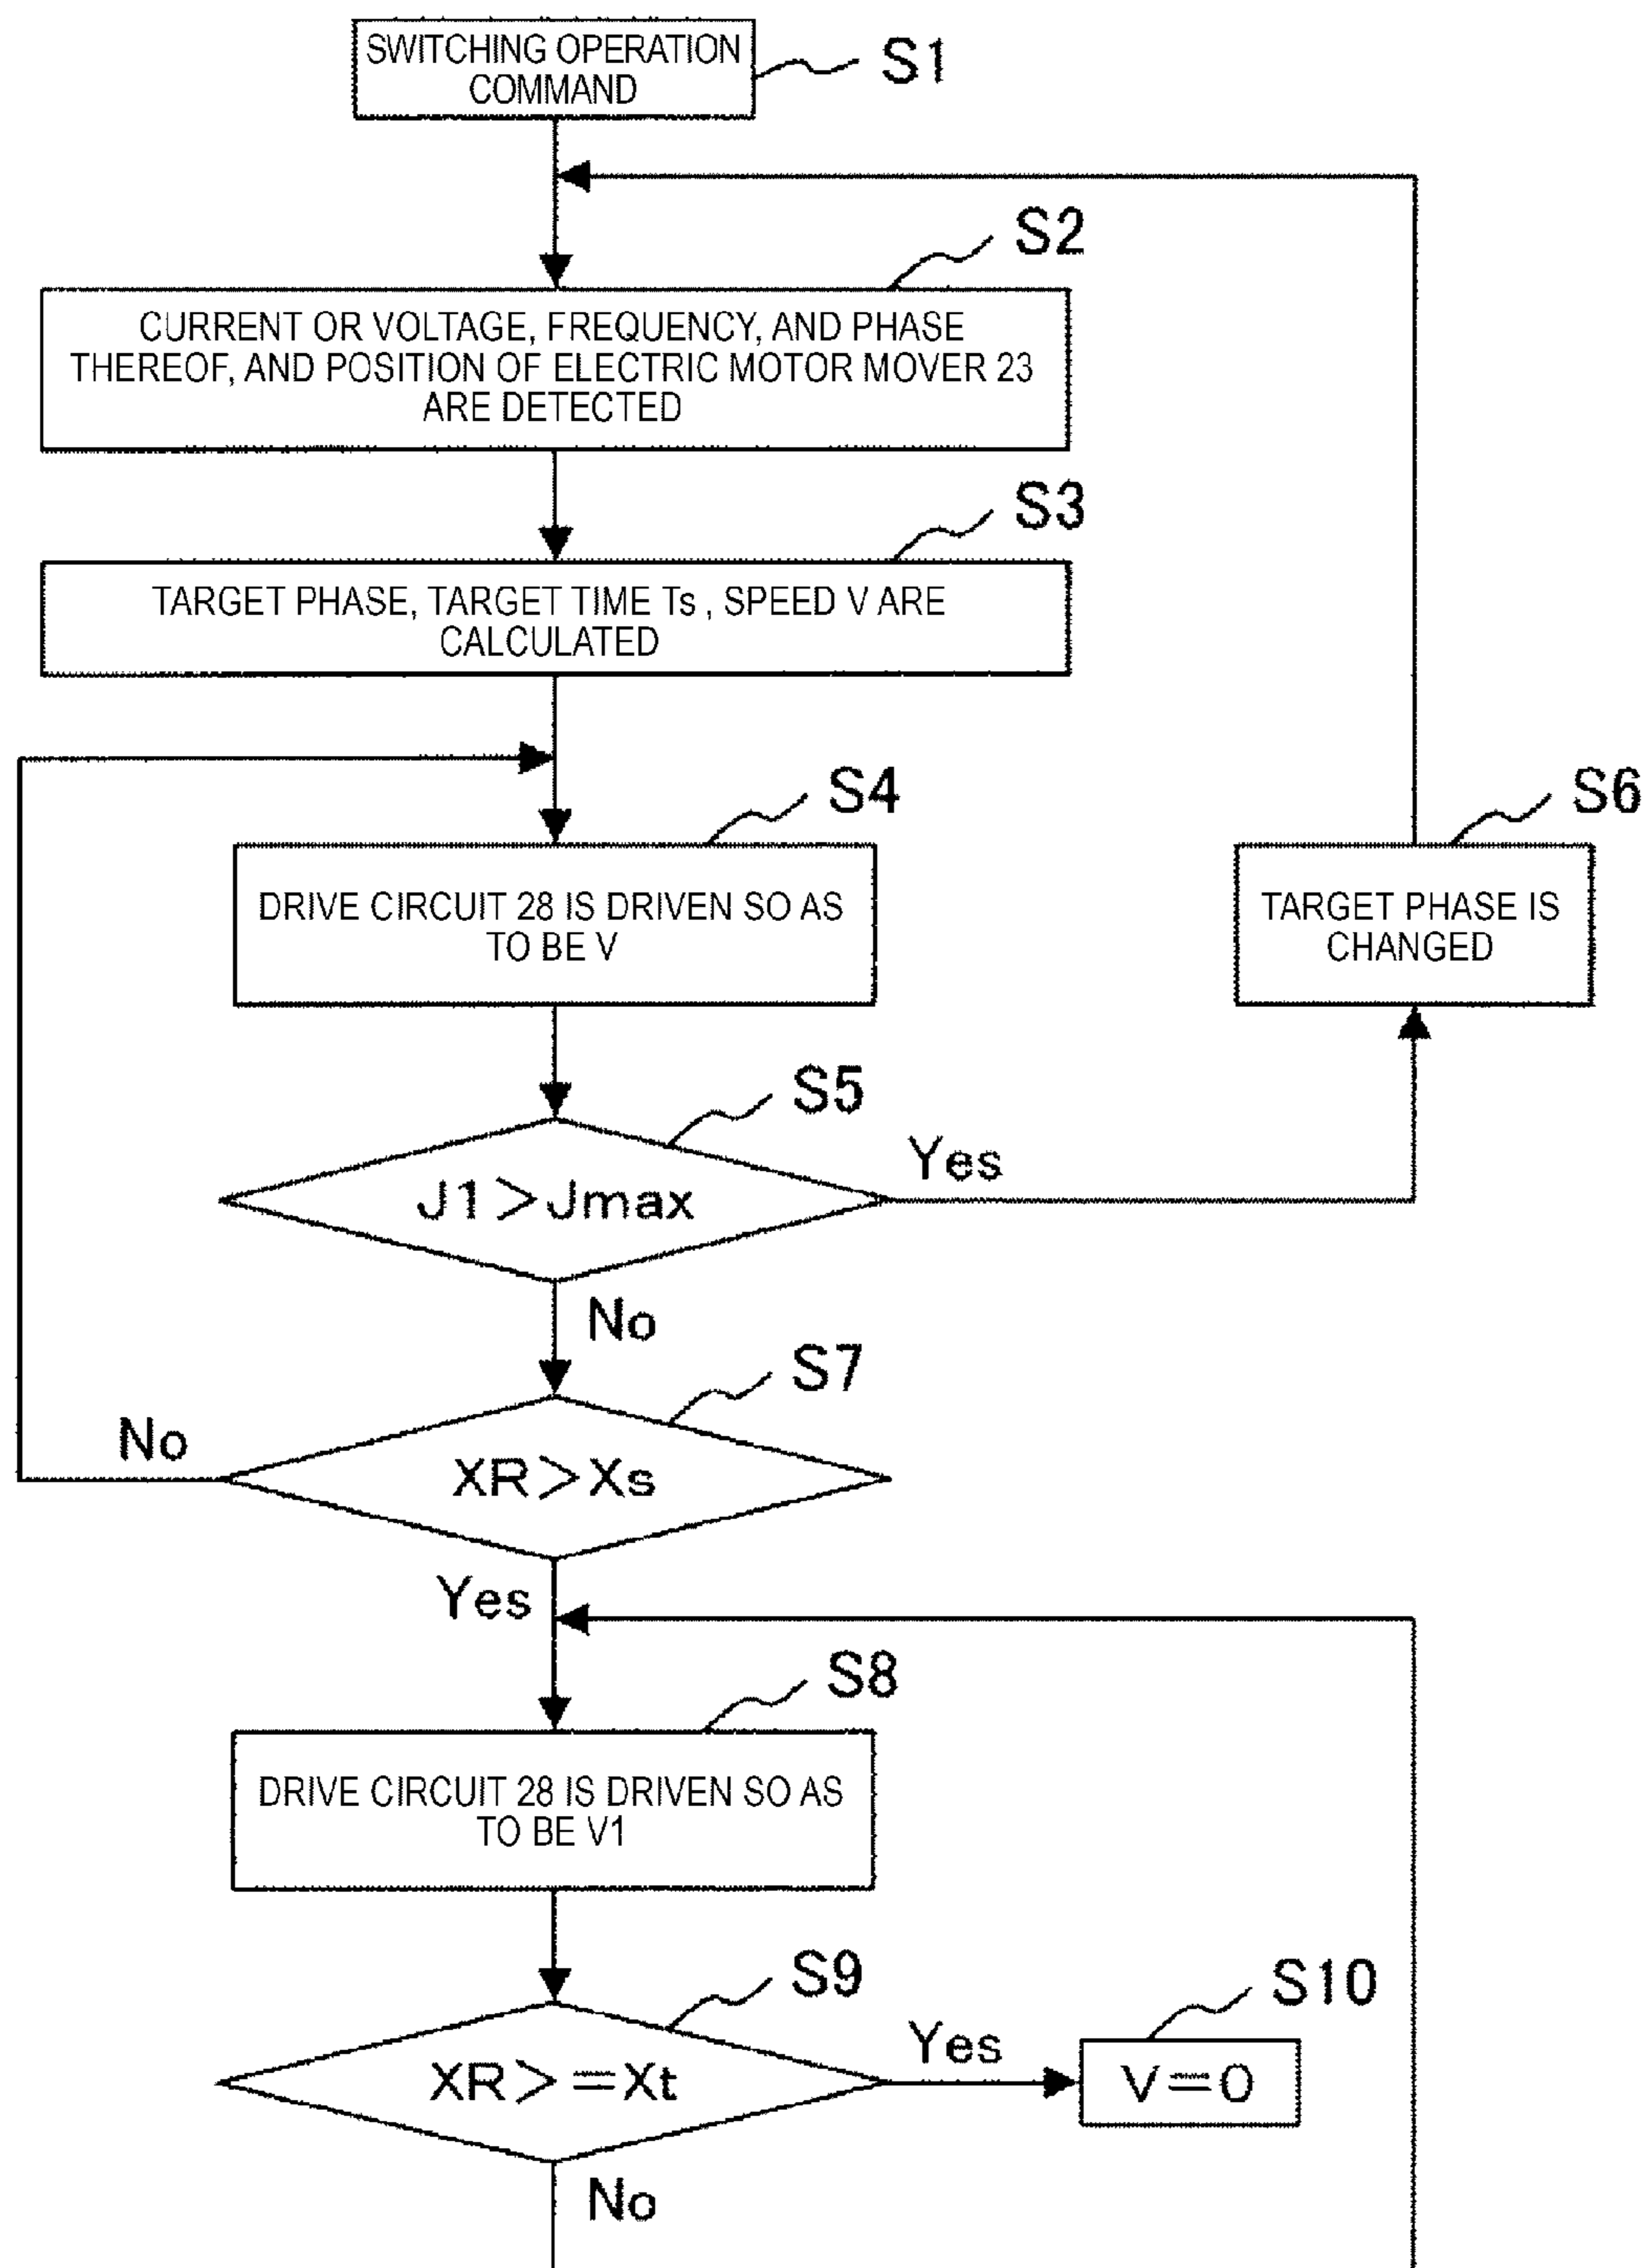 SWITCHING OPERATION
COMMAND
S1
S2
CURRENT OR VOLTAGE, FREQUENCY, AND PHASE
THEREOF, AND POSITION OF ELECTRIC MOTOR MOVER 23
ARE DETECTED
S3
TARGET PHASE, TARGET TIME Ts , SPEED V ARE
CALCULATED
S4
DRIVE CIRCUIT 28 IS DRIVEN SO AS
TO BE V
S6
TARGET PHASE IS
CHANGED
S5
J1>Jmax
Yes
No
S7
XR>Xs
No
Yes
S8
DRIVE CIRCUIT 28 IS DRIVEN SO AS
TO BE V1
S9
XR>=Xt
Yes
S10
V=0
No